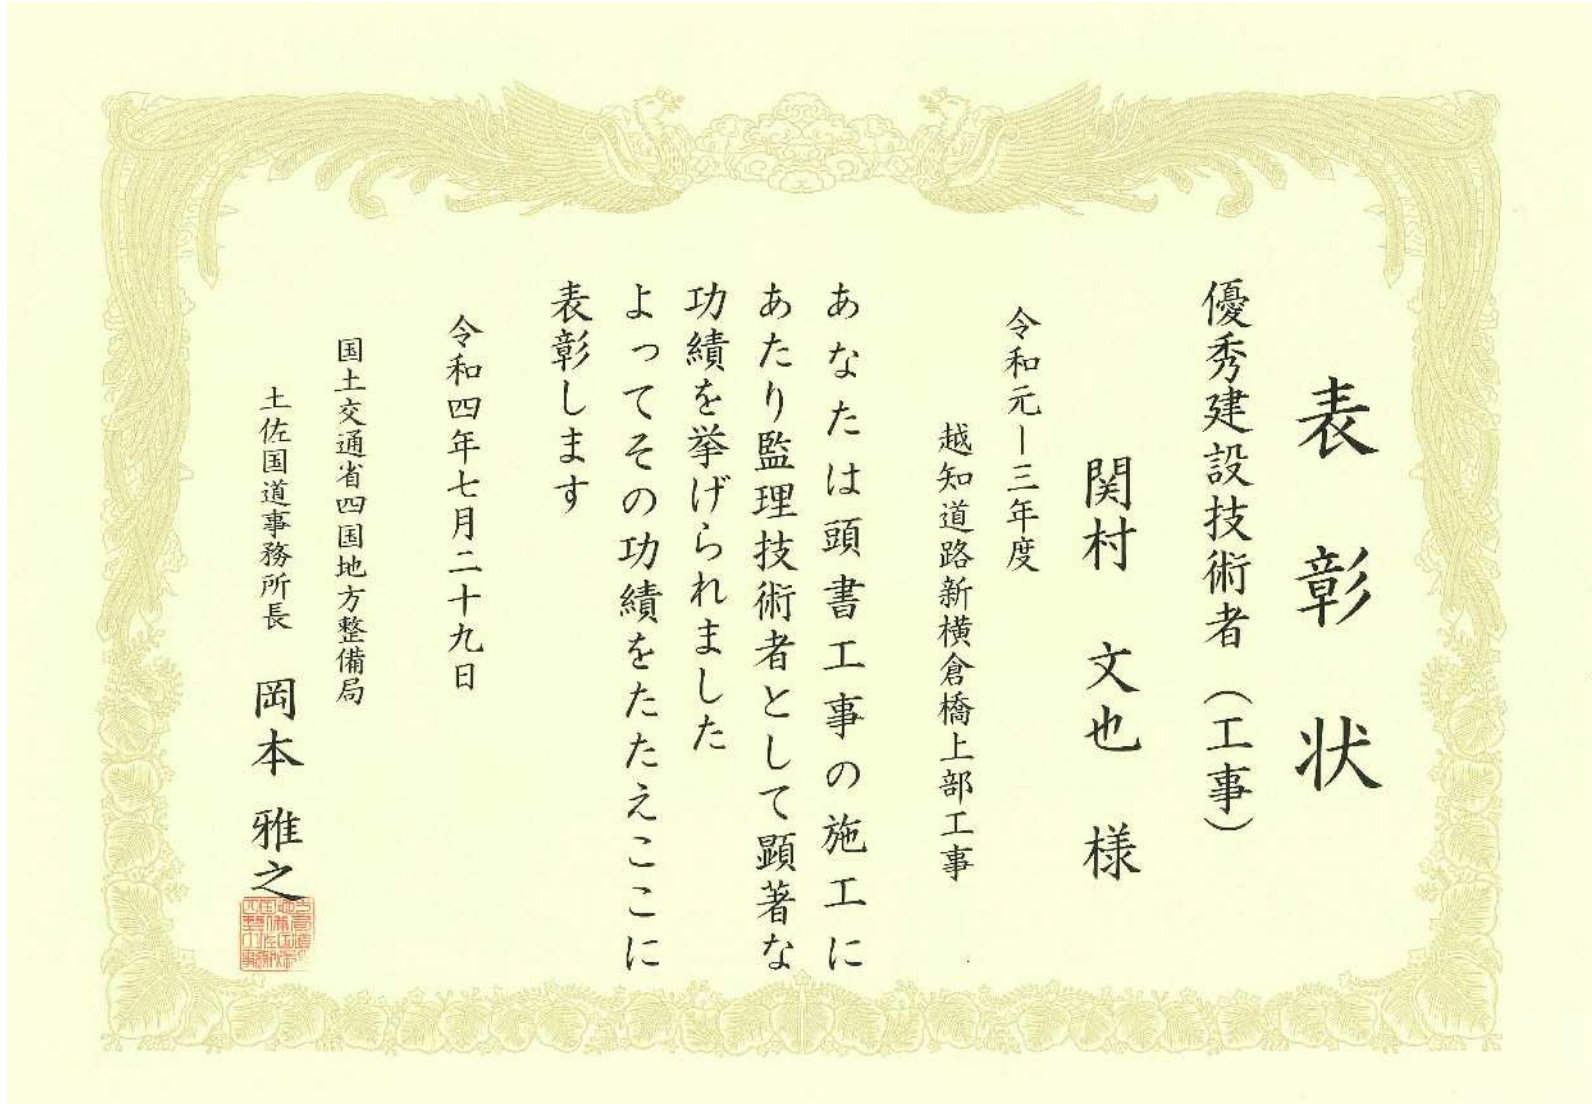 表彰状
優秀建設技術者（工事）
関村 文也 様
令和元－三年度
越知道路新横倉橋上部工事
あなたは頭書工事の施工に
あたり監理技術者として顕著な
功績を挙げられました
よってその功績をたたえここに
表彰します
令和四年七月二十九日
国土交通省四国地方整備局
土佐国道事務所長 岡本 雅之